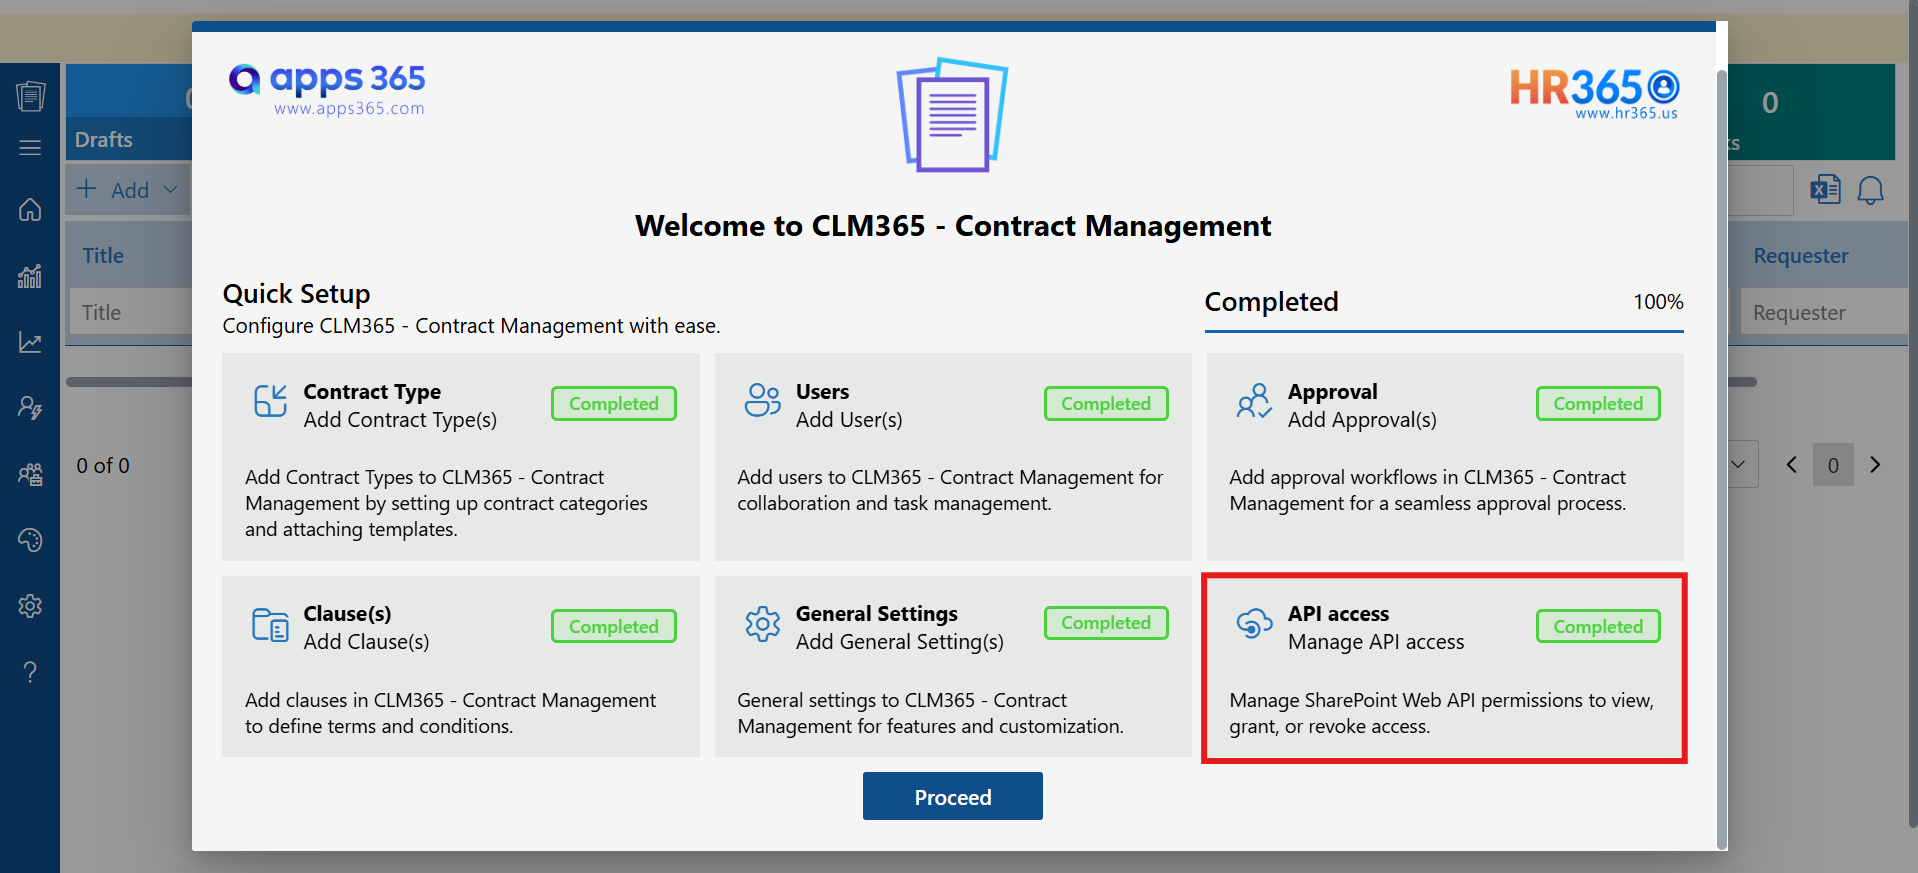 apps 365
www.apps365.com
HR365
www.hr365.us
0
Drafts
Add
Welcome to CLM365 - Contract Management
Title
Requester
Quick Setup
Configure CLM365 - Contract Management with ease.
Completed
100%
Title
Requester
Contract Type
Add Contract Type(s)
Completed
Add Contract Types to CLM365 - Contract
Management by setting up contract categories
and attaching templates.
Users
Add User(s)
Completed
Add users to CLM365 - Contract Management for
collaboration and task management.
Approval
Add Approval(s)
Completed
Add approval workflows in CLM365 - Contract
Management for a seamless approval process.
0 of 0
0
Clause(s)
Add Clause(s)
Completed
Add clauses in CLM365 - Contract Management
to define terms and conditions.
General Settings
Add General Setting(s)
Completed
General settings to CLM365 - Contract
Management for features and customization.
API access
Manage API access
Completed
Manage SharePoint Web API permissions to view,
grant, or revoke access.
Proceed